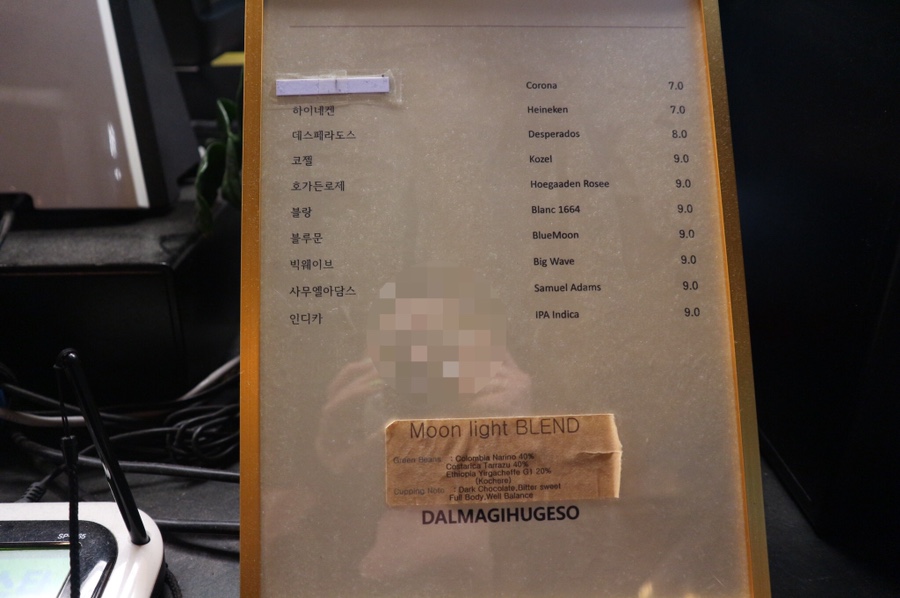 Corona 7.0
하이네켄 Heineken 7.0
데스페라도스 Desperados 8.0
코젤 Kozel 9.0
호가든로제 Hoegaaden Rosee 9.0
블랑 Blanc 1664 9.0
블루문 BlueMoon 9.0
빅웨이브 Big Wave 9.0
사무엘아담스 Samuel Adams 9.0
인디카 IPA Indica 9.0
Moon light BLEND
Green Beans : Colombia Narino 40%
Costarica Tarrazu 40%
Ethiopia Yirgacheffe G1 20%
(Kochere)
Cupping Note : Dark Chocolate,Bitter sweet
Full Body,Well Balance
DALMAGIHUGESO